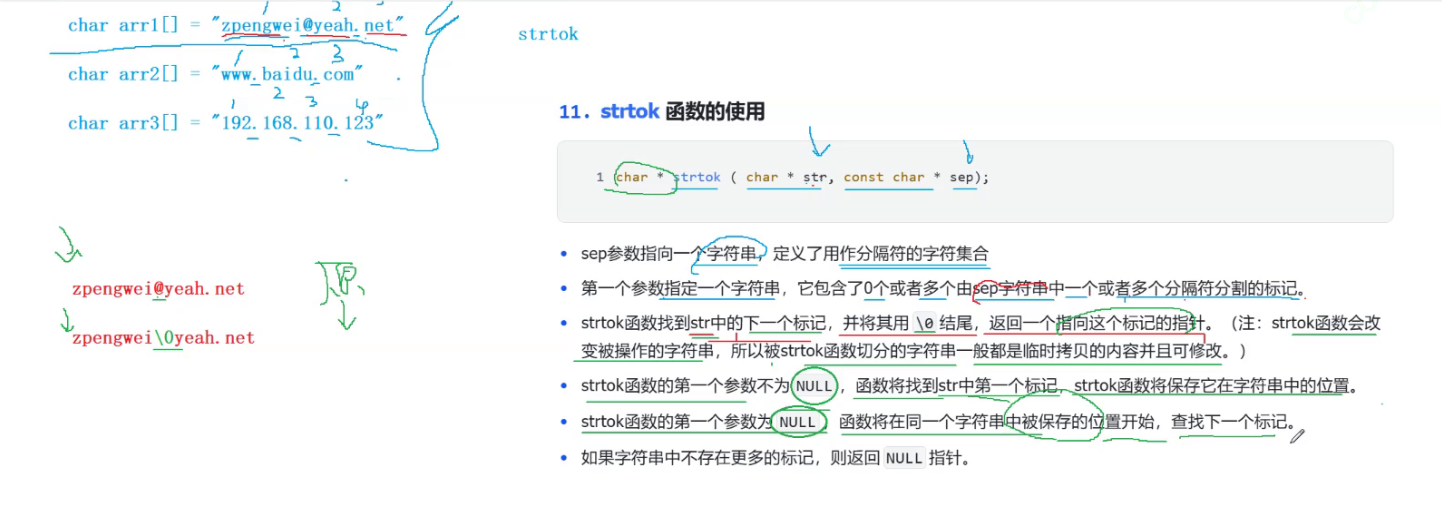 1 2
char arr1[] = "zpengwei@yeah.net"
1 2 3
char arr2[] = "www.baidu.com"
1 2 3 4
char arr3[] = "192.168.110.123"
zpengwei@yeah.net
原
zpengwei\0yeah.net
strtok
11. strtok 函数的使用
1 char * strtok ( char * str, const char * sep);
• sep参数指向一个字符串，定义了用作分隔符的字符集合
• 第一个参数指定一个字符串，它包含了0个或者多个由sep字符串中一个或者多个分隔符分割的标记。
• strtok函数找到str中的下一个标记，并将其用 \0 结尾，返回一个指向这个标记的指针。（注：strtok函数会改
变被操作的字符串，所以被strtok函数切分的字符串一般都是临时拷贝的内容并且可修改。）
• strtok函数的第一个参数不为 NULL ，函数将找到str中第一个标记，strtok函数将保存它在字符串中的位置。
• strtok函数的第一个参数为 NULL 函数将在同一个字符串中被保存的位置开始，查找下一个标记。
• 如果字符串中不存在更多的标记，则返回 NULL 指针。